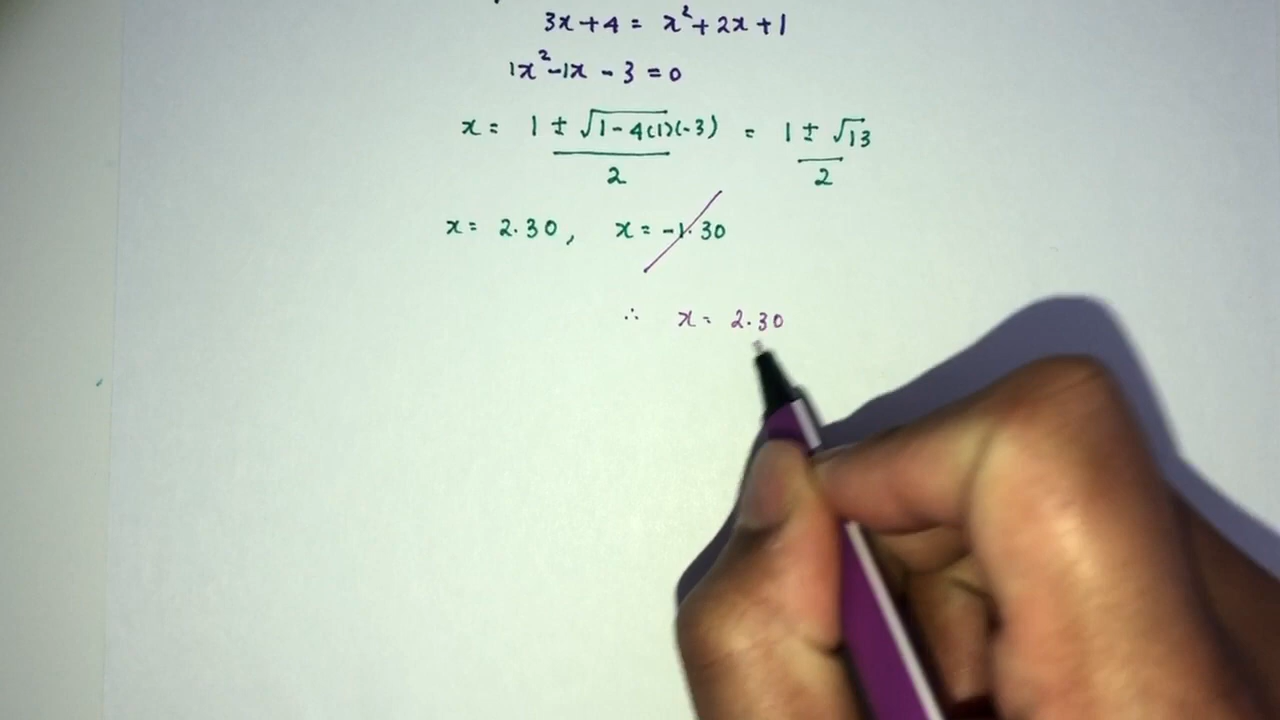 3x + 4 = x² + 2x + 1
1x² - 1x - 3 = 0
x = (1 ± √(1 - 4(1)(-3)))/2 = (1 ± √13)/2
x = 2.30, x = -1.30
∴ x = 2.30